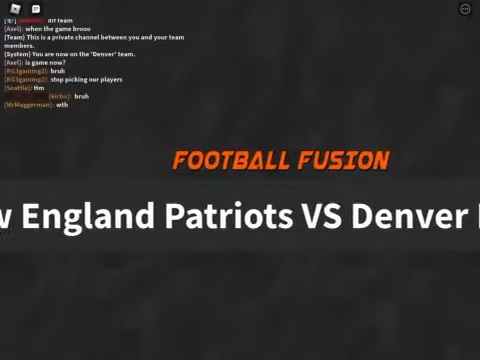 dif team
[Axel]: when the game brooo
{Team} This is a private channel between you and your team
members.
{System} You are now on the 'Denver' team.
[Axel]: is game now?
[RG3gaming2]: bruh
[RG3gaming2]: stop picking our players
[Seattle]: Hm
[kirbo]: bruh
[MrMaggerman]: wth
FOOTBALL FUSION
w England Patriots VS Denver